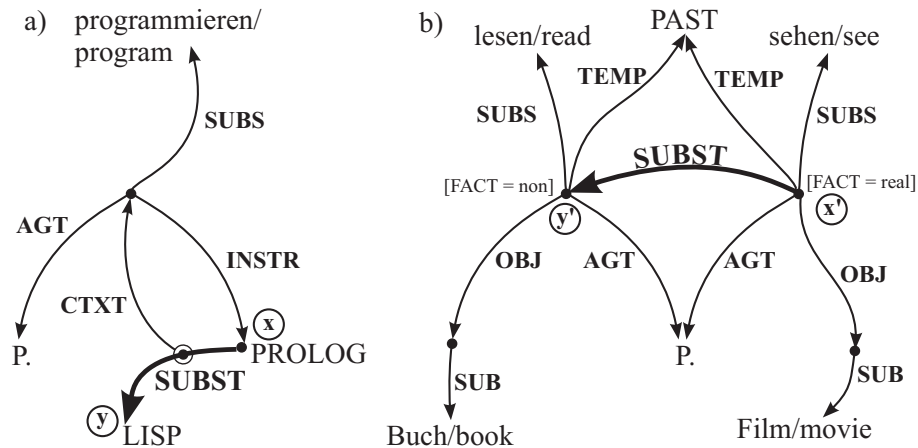 a)
programmieren/
program
SUBS
AGT
INSTR
CTXT
x
P.
PROLOG
SUBST
y
LISP
b)
PAST
lesen/read
sehen/see
TEMP
TEMP
SUBS
SUBS
SUBST
[FACT = non]
[FACT = real]
y'
x'
OBJ
AGT
AGT
OBJ
P.
SUB
SUB
Buch/book
Film/movie